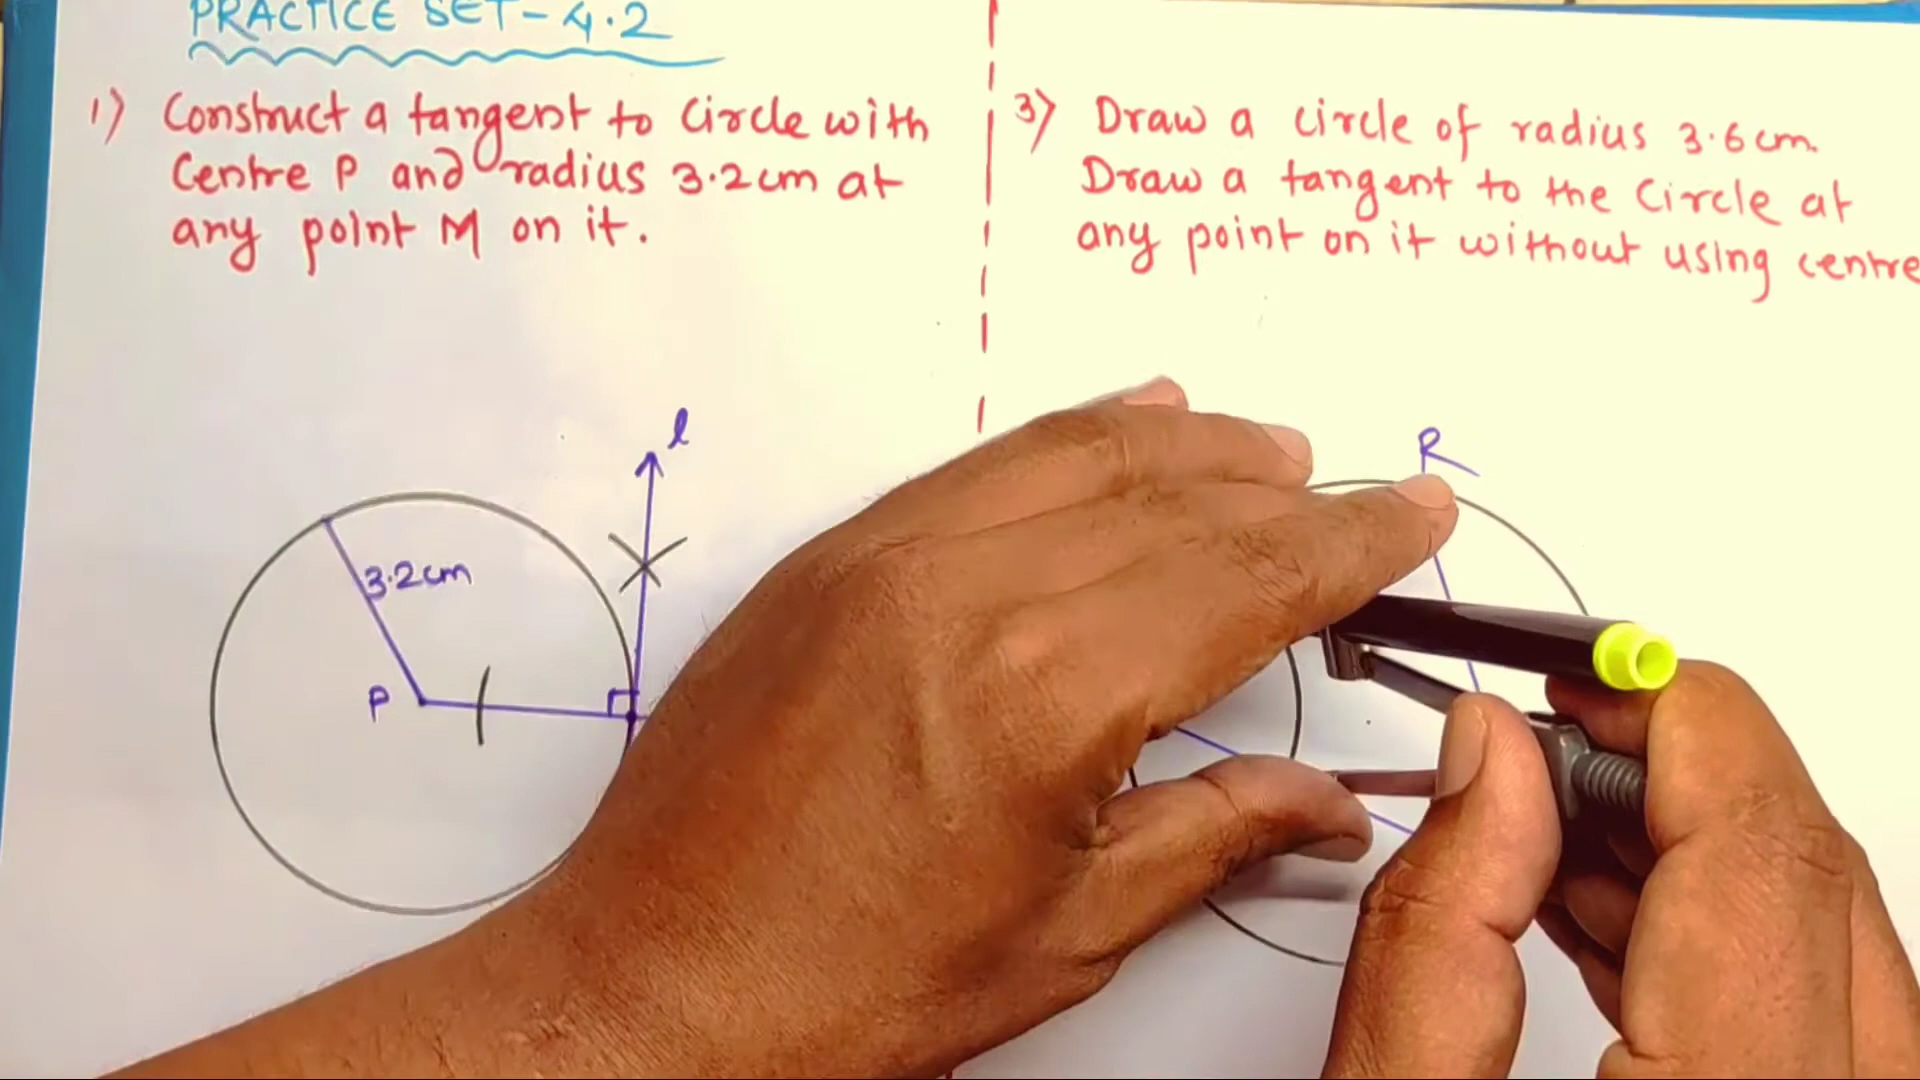 PRACTICE SET-4.2
1) Construct a tangent to Circle with
Centre P and radius 3.2cm at
any point M on it.
3) Draw a circle of radius 3.6cm.
Draw a tangent to the Circle at
any point on it without using centre
l
R
3.2cm
P